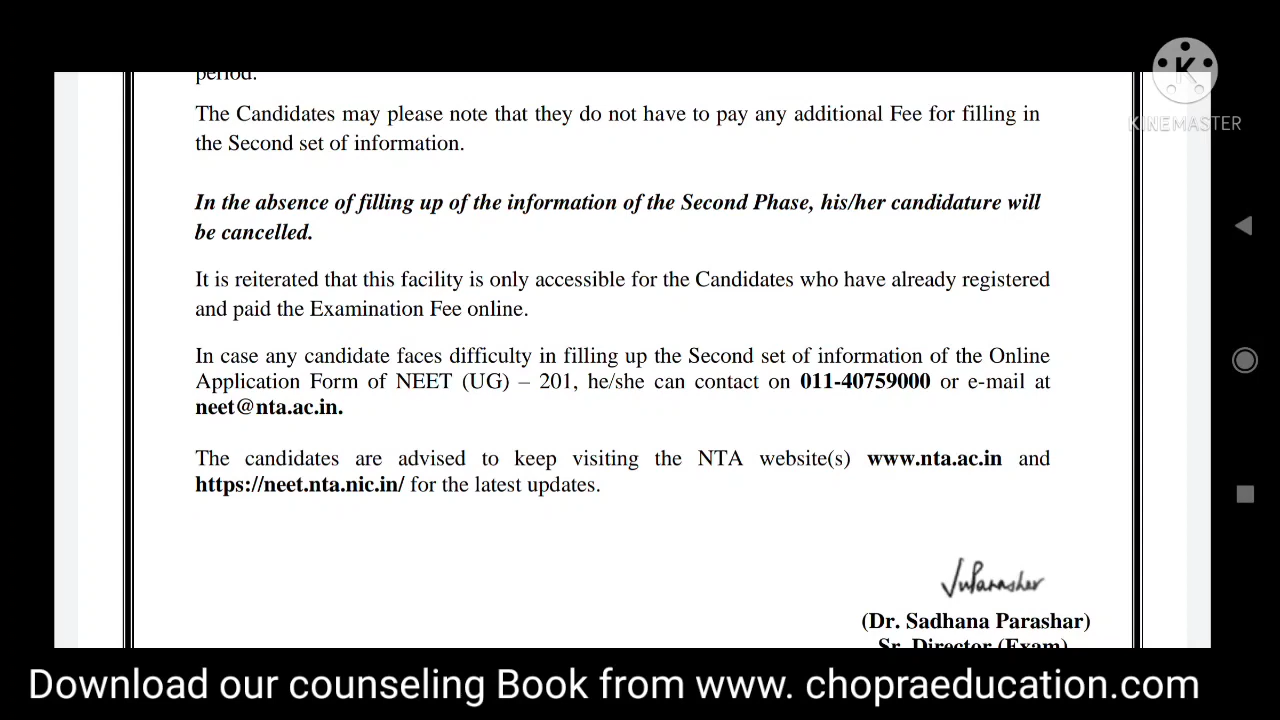 period.
The Candidates may please note that they do not have to pay any additional Fee for filling in
the Second set of information.
In the absence of filling up of the information of the Second Phase, his/her candidature will
be cancelled.
It is reiterated that this facility is only accessible for the Candidates who have already registered
and paid the Examination Fee online.
In case any candidate faces difficulty in filling up the Second set of information of the Online
Application Form of NEET (UG) – 201, he/she can contact on 011-40759000 or e-mail at
neet@nta.ac.in.
The candidates are advised to keep visiting the NTA website(s) www.nta.ac.in and
https://neet.nta.nic.in/ for the latest updates.
(Dr. Sadhana Parashar)
Sr. Director (Exam)
K
KINEMASTER
Download our counseling Book from www. chopraeducation.com